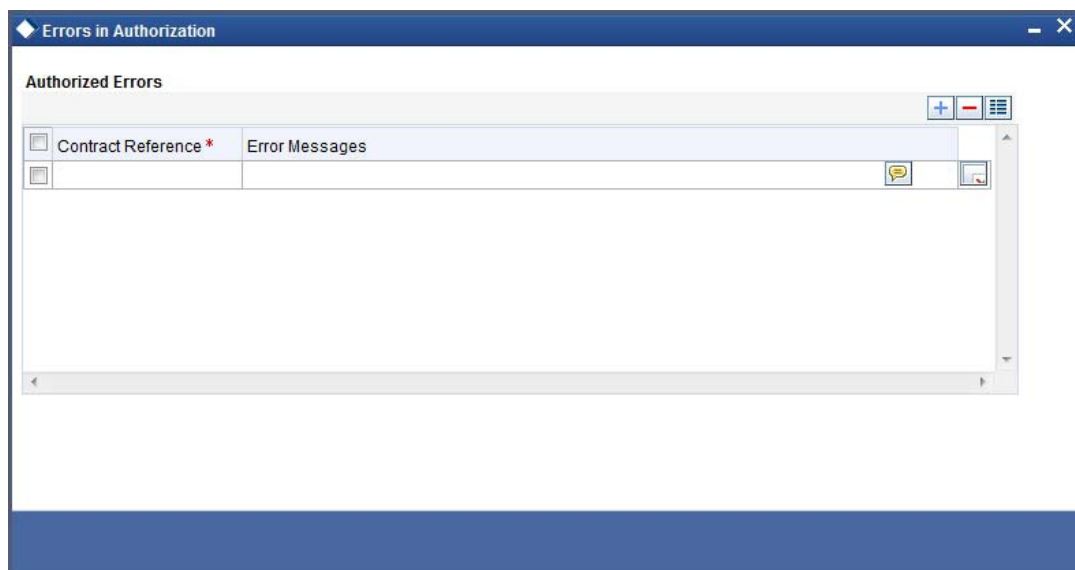 Errors in Authorization
Authorized Errors
Contract Reference * Error Messages